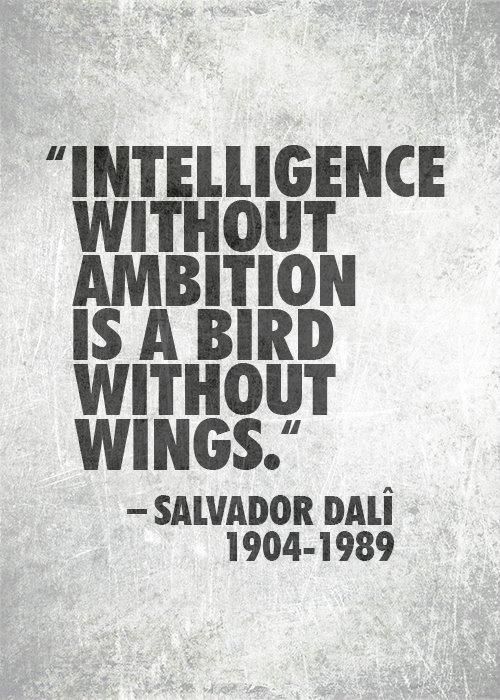 “INTELLIGENCE
WITHOUT
AMBITION
IS A BIRD
WITHOUT
WINGS.“
– SALVADOR DALÎ
1904-1989